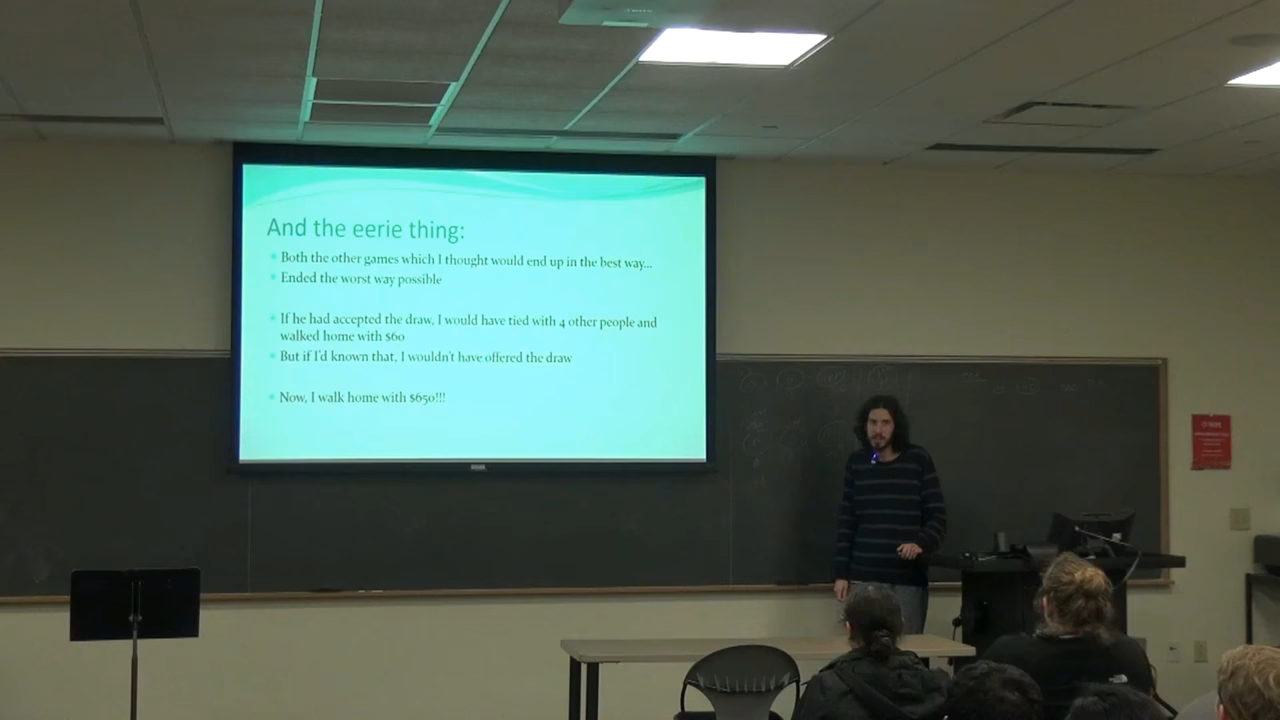 And the eerie thing:
Both the other games which I thought would end up in the best way...
Ended the worst way possible
If he had accepted the draw, I would have tied with 4 other people and
walked home with $60
But if I'd known that, I wouldn't have offered the draw
Now, I walk home with $650!!!